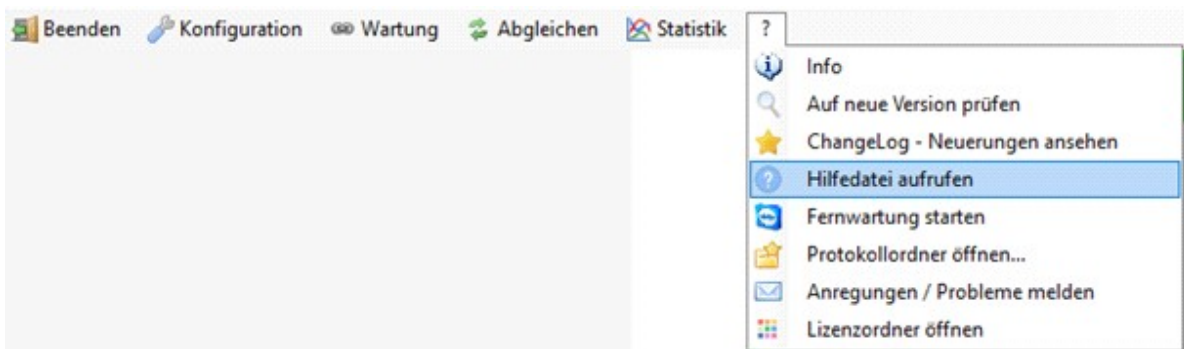 Beenden Konfiguration Wartung Abgleichen Statistik ?
Info
Auf neue Version prüfen
ChangeLog - Neuerungen ansehen
Hilfedatei aufrufen
Fernwartung starten
Protokollordner öffnen...
Anregungen / Probleme melden
Lizenzordner öffnen